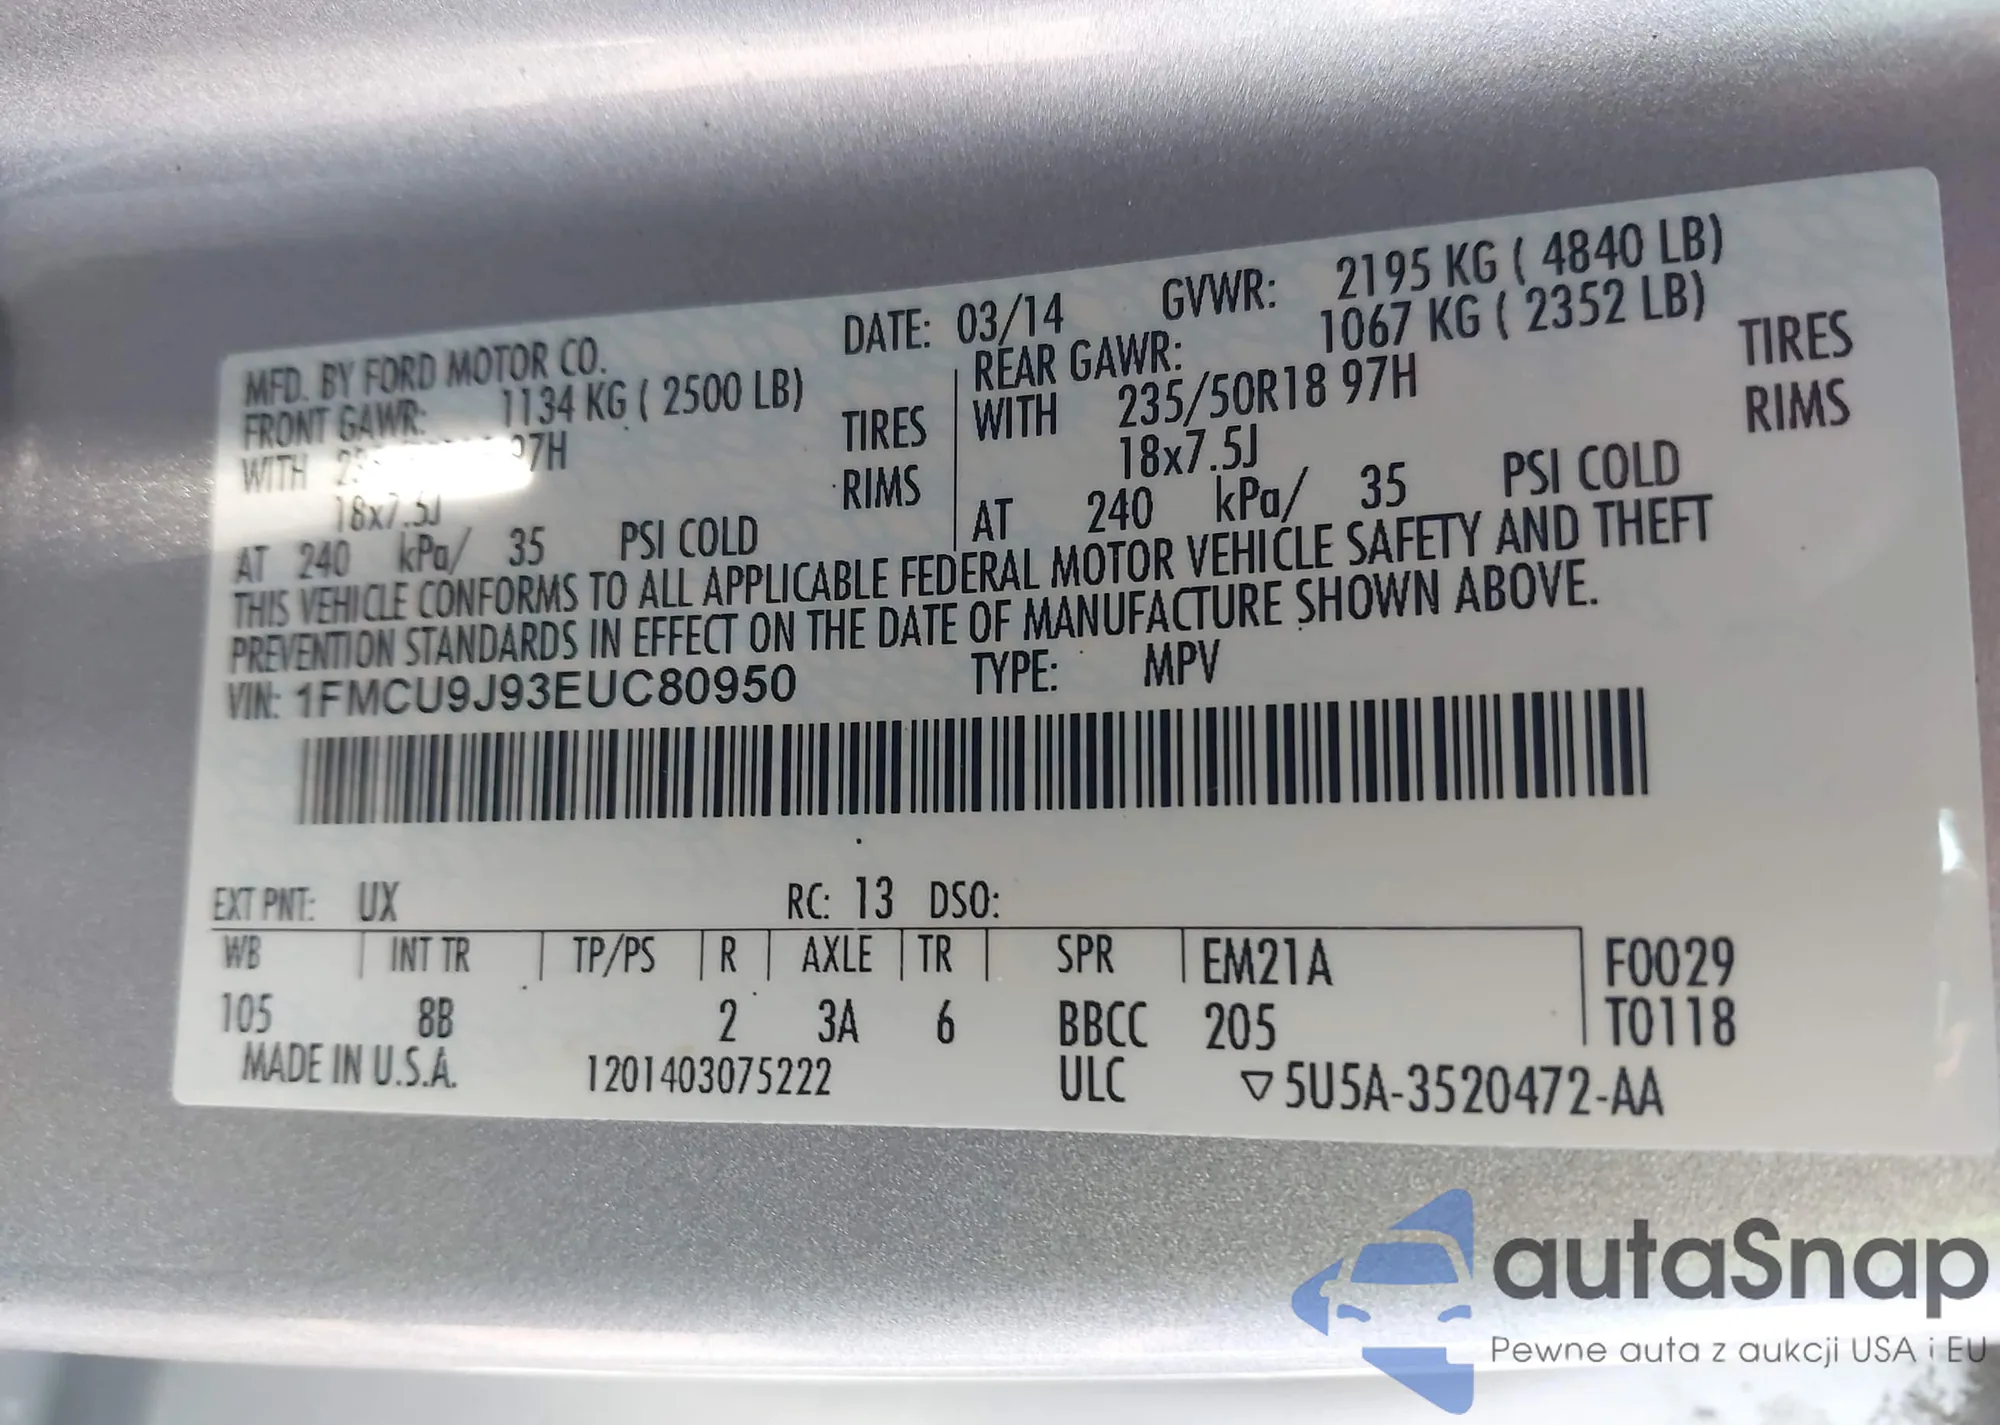 MFD. BY FORD MOTOR CO. DATE: 03/14 GVWR: 2195 KG ( 4840 LB)
FRONT GAWR: 1134 KG ( 2500 LB) REAR GAWR: 1067 KG ( 2352 LB)
WITH 97H TIRES WITH 235/50R18 97H TIRES
18x7.5J RIMS 18x7.5J RIMS
AT 240 kPa/ 35 PSI COLD AT 240 kPa/ 35 PSI COLD
THIS VEHICLE CONFORMS TO ALL APPLICABLE FEDERAL MOTOR VEHICLE SAFETY AND THEFT
PREVENTION STANDARDS IN EFFECT ON THE DATE OF MANUFACTURE SHOWN ABOVE.
VIN: 1FMCU9J93EUC80950 TYPE: MPV
EXT PNT: UX RC: 13 DSO:
WB INT TR TP/PS R AXLE TR SPR EM21A F0029
105 8B 2 3A 6 BBCC 205 T0118
MADE IN U.S.A. 1201403075222 ULC ▽5U5A-3520472-AA
autaSnap
Pewne auta z aukcji USA i EU